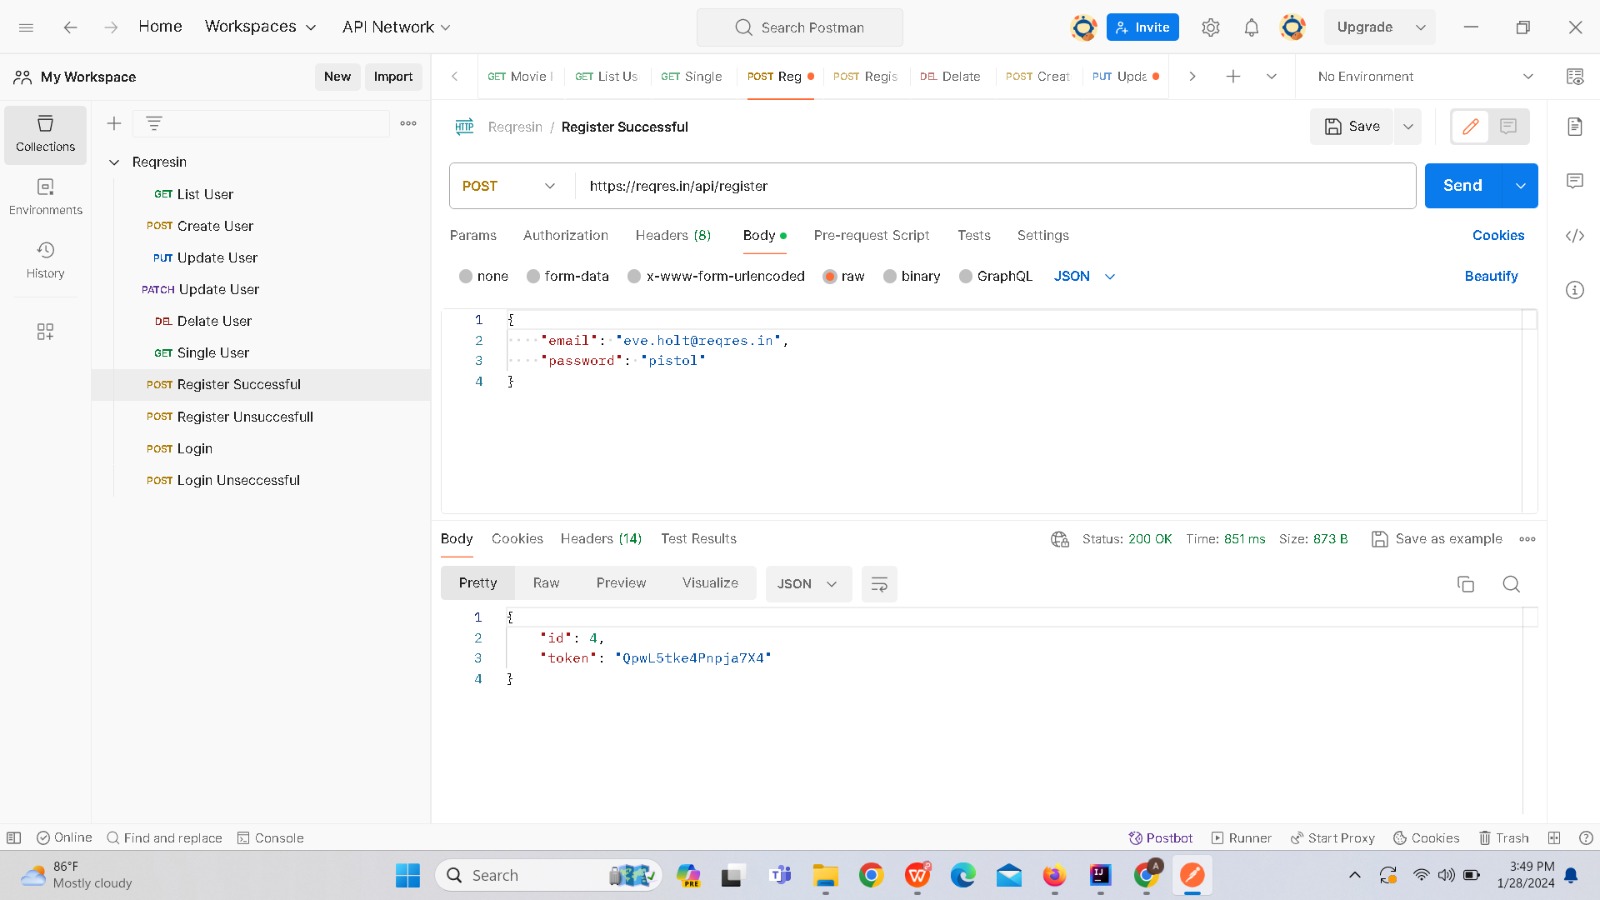 Home Workspaces API Network Search Postman Invite Upgrade
My Workspace New Import GET Movie GET List Us GET Single POST Reg POST Regis DEL Delate POST Creat PUT Upda No Environment
Collections
Environments
History
Reqresin
GET List User
POST Create User
PUT Update User
PATCH Update User
DEL Delate User
GET Single User
POST Register Successful
POST Register Unsuccesfull
POST Login
POST Login Unseccessful
HTTP Reqresin / Register Successful Save
POST https://reqres.in/api/register Send
Params Authorization Headers (8) Body Pre-request Script Tests Settings Cookies
none form-data x-www-form-urlencoded raw binary GraphQL JSON Beautify
1 {
2 "email": "eve.holt@reqres.in",
3 "password": "pistol"
4 }
Body Cookies Headers (14) Test Results Status: 200 OK Time: 851 ms Size: 873 B Save as example
Pretty Raw Preview Visualize JSON
1 {
2 "id": 4,
3 "token": "QpwL5tke4Pnpja7X4"
4 }
Online Find and replace Console Postbot Runner Start Proxy Cookies Trash
86°F
Mostly cloudy
Search
PRE
3:49 PM
1/28/2024